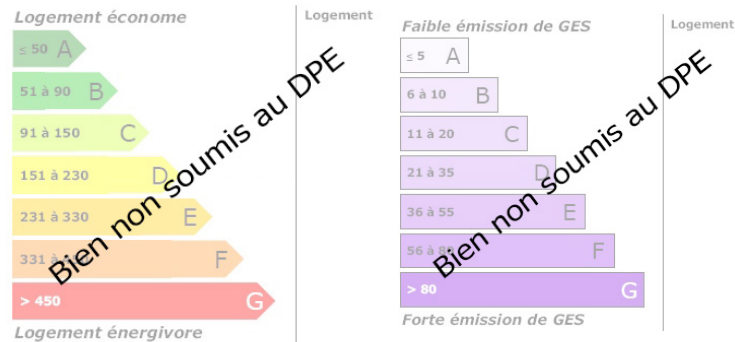 Logement économe
Logement
≤ 50 A
51 à 90 B
91 à 150 C
151 à 230 D
231 à 330 E
331 à F
> 450 G
Logement énergivore
Bien non soumis au DPE
Faible émission de GES
Logement
≤ 5 A
6 à 10 B
11 à 20 C
21 à 35 D
36 à 55 E
56 à 80 F
> 80 G
Forte émission de GES
Bien non soumis au DPE